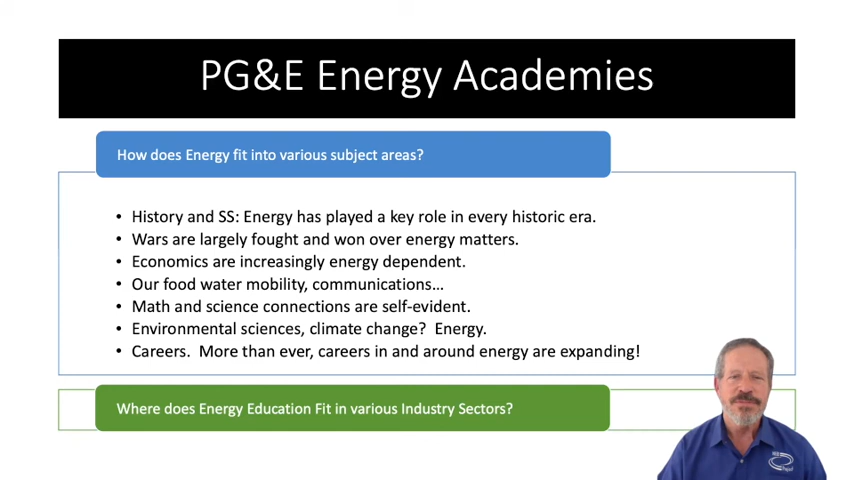 PG&E Energy Academies
How does Energy fit into various subject areas?
• History and SS: Energy has played a key role in every historic era.
• Wars are largely fought and won over energy matters.
• Economics are increasingly energy dependent.
• Our food water mobility, communications…
• Math and science connections are self-evident.
• Environmental sciences, climate change?  Energy.
• Careers.  More than ever, careers in and around energy are expanding!
Where does Energy Education Fit in various Industry Sectors?